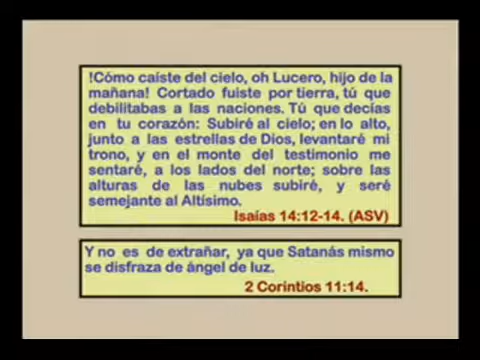 !Cómo caíste del cielo, oh Lucero, hijo de la
mañana! Cortado fuiste por tierra, tú que
debilitabas a las naciones. Tú que decías
en tu corazón: Subiré al cielo; en lo alto,
junto a las estrellas de Dios, levantaré mi
trono, y en el monte del testimonio me
sentaré, a los lados del norte; sobre las
alturas de las nubes subiré, y seré
semejante al Altísimo.
Isaías 14:12-14. (ASV)
Y no es de extrañar, ya que Satanás mismo
se disfraza de ángel de luz.
2 Coríntios 11:14.